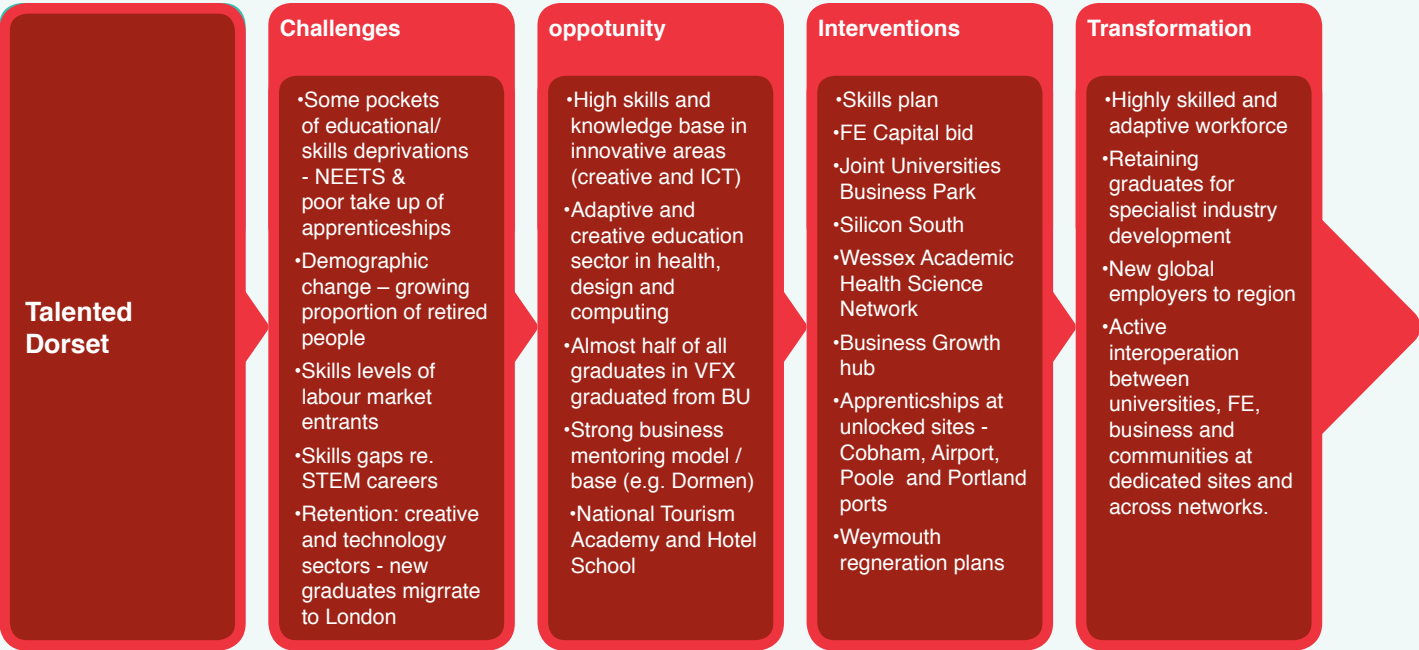 Talented
Dorset
Challenges
•Some pockets
of educational/
skills deprivations
- NEETS &
poor take up of
apprenticeships
•Demographic
change – growing
proportion of retired
people
•Skills levels of
labour market
entrants
•Skills gaps re.
STEM careers
•Retention: creative
and technology
sectors - new
graduates migrrate
to London
oppotunity
•High skills and
knowledge base in
innovative areas
(creative and ICT)
•Adaptive and
creative education
sector in health,
design and
computing
•Almost half of all
graduates in VFX
graduated from BU
•Strong business
mentoring model /
base (e.g. Dormen)
•National Tourism
Academy and Hotel
School
Interventions
•Skills plan
•FE Capital bid
•Joint Universities
Business Park
•Silicon South
•Wessex Academic
Health Science
Network
•Business Growth
hub
•Apprenticships at
unlocked sites -
Cobham, Airport,
Poole and Portland
ports
•Weymouth
regneration plans
Transformation
•Highly skilled and
adaptive workforce
•Retaining
graduates for
specialist industry
development
•New global
employers to region
•Active
interoperation
between
universities, FE,
business and
communities at
dedicated sites and
across networks.